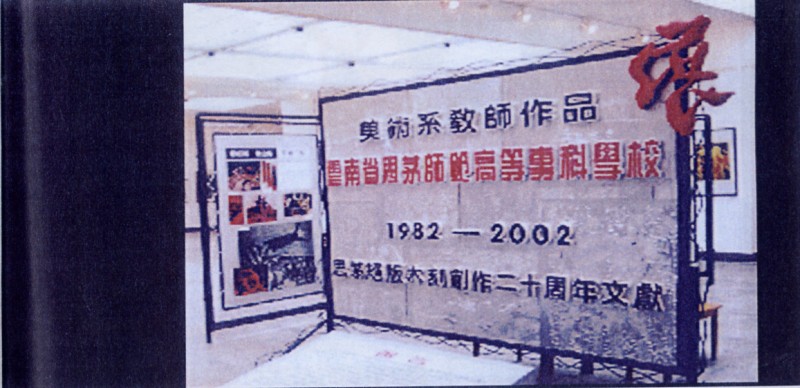 展
美術系教師作品
雲南省思茅師範高等專科學校
1982 — 2002
思茅絕版木刻創作二十周年文獻